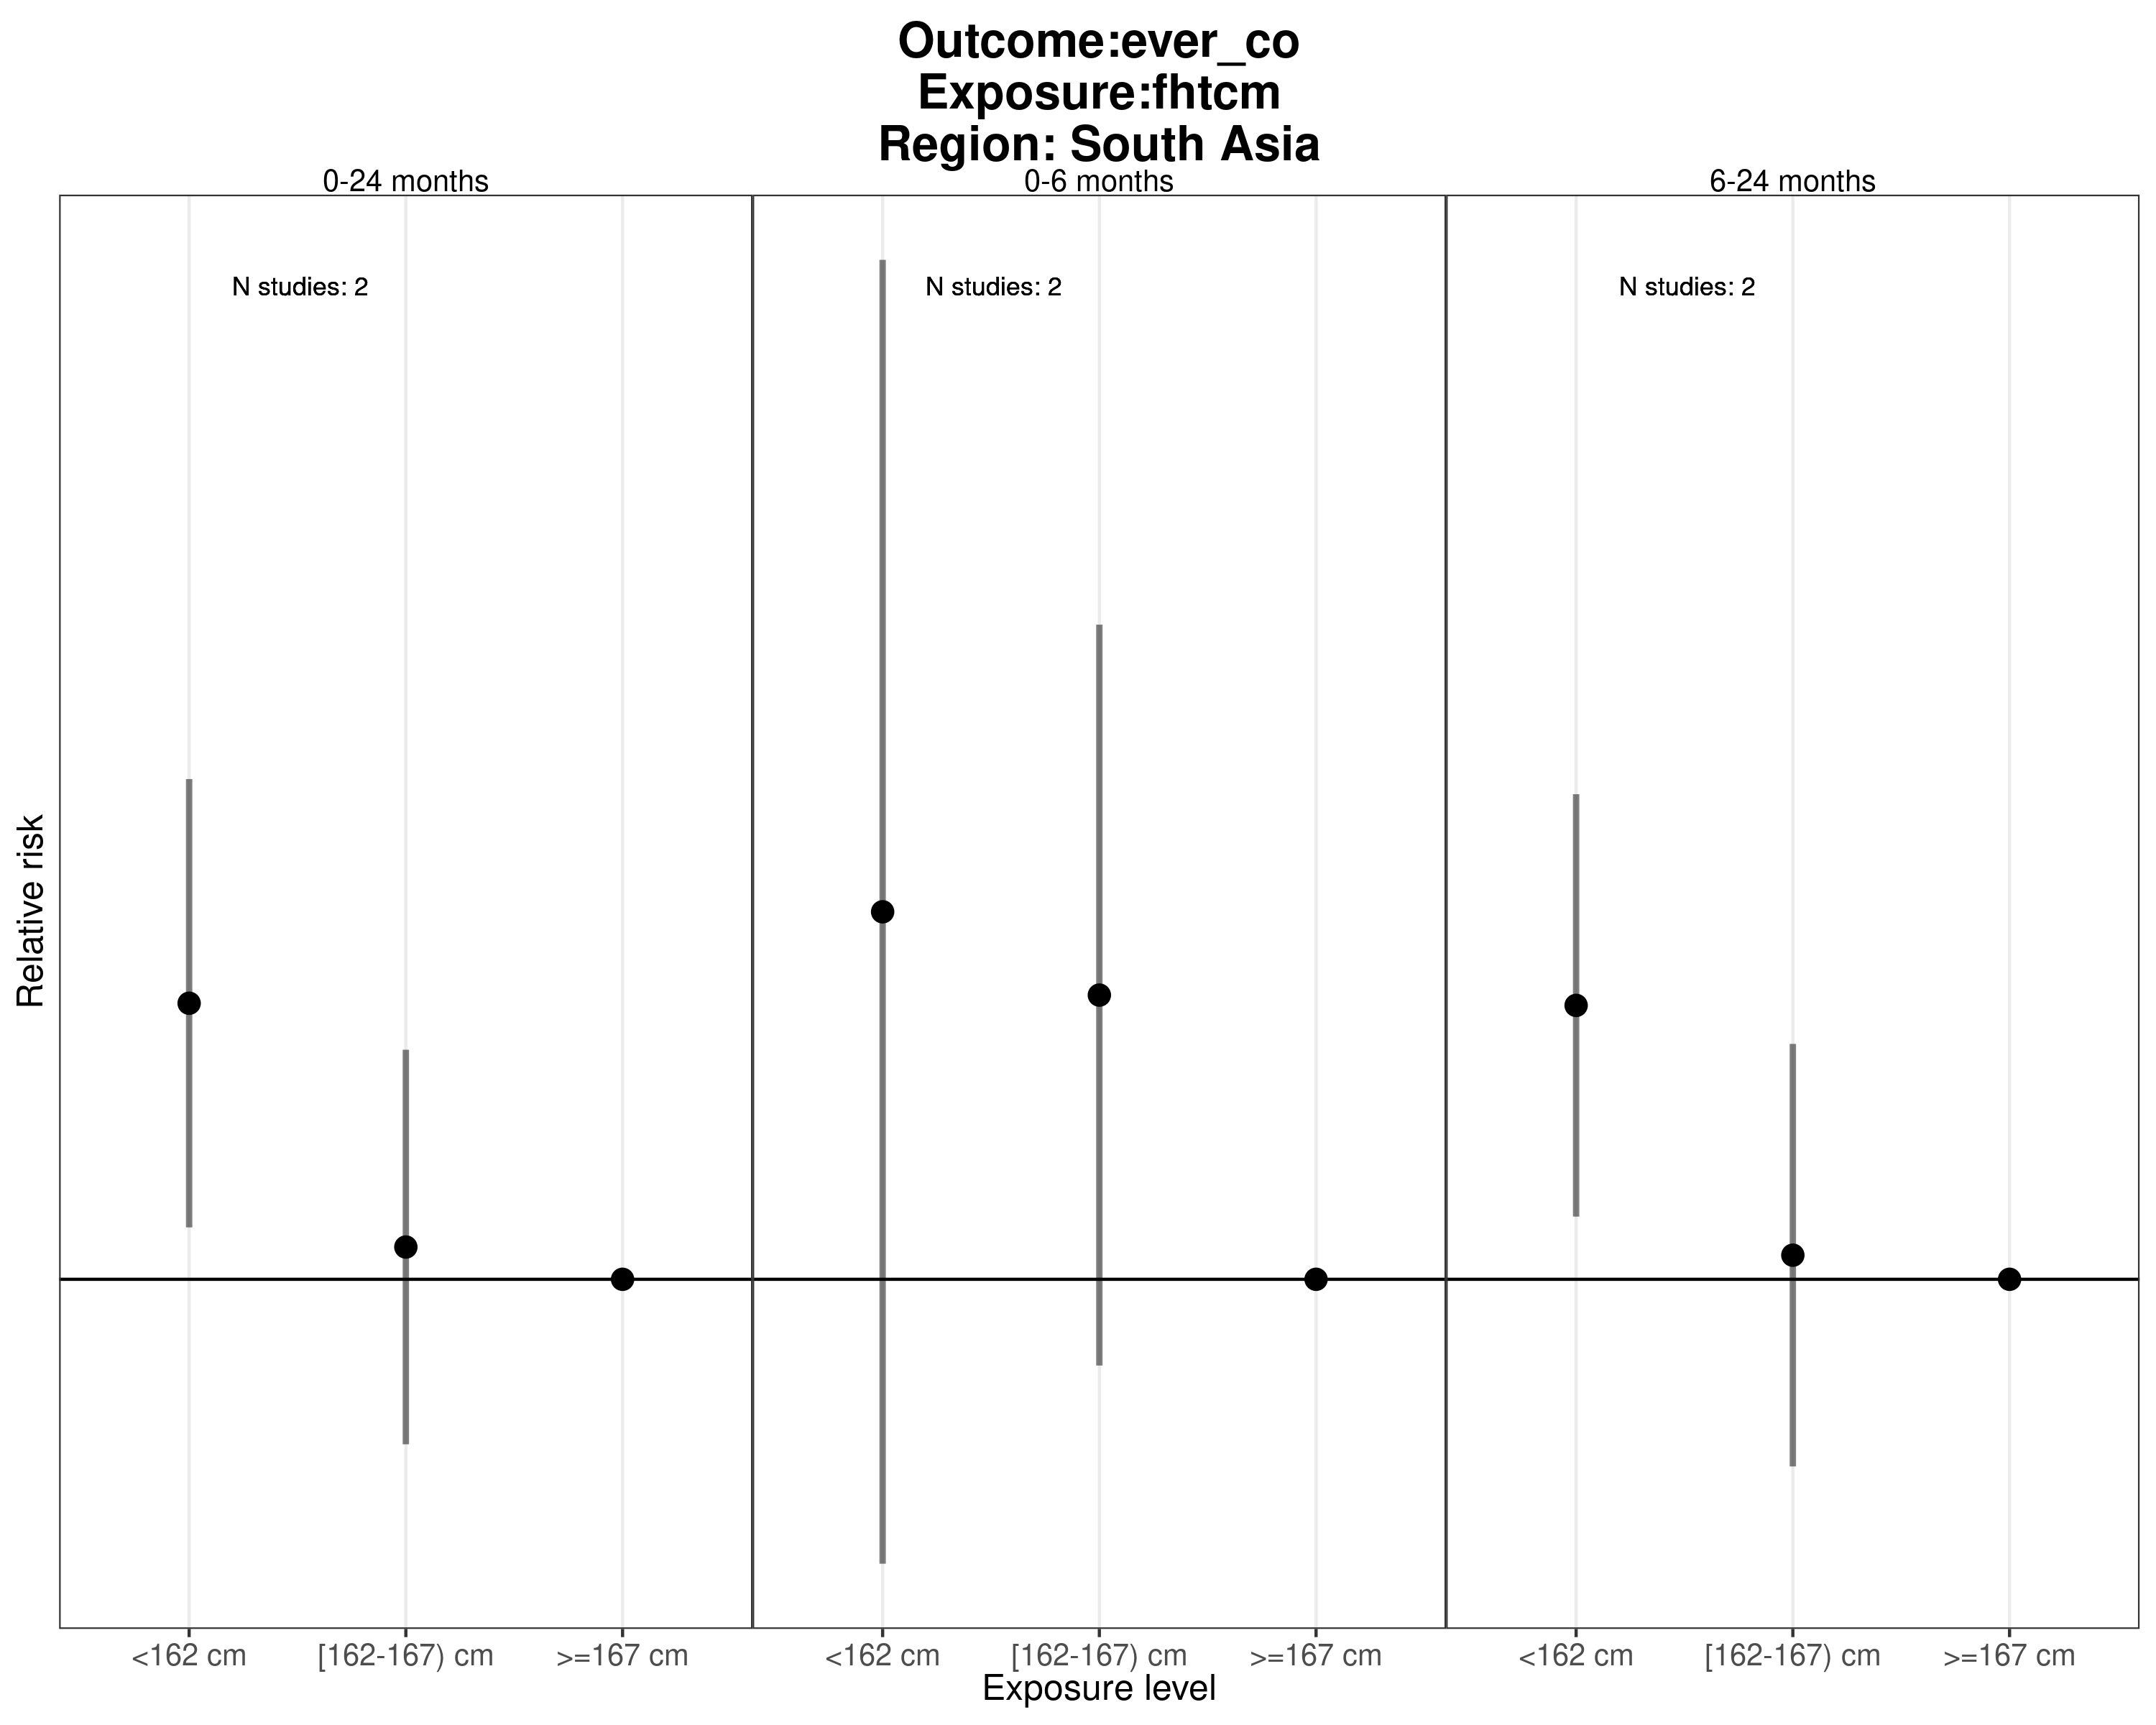 Outcome:ever_co
Exposure:fhtcm
Region: South Asia
0-24 months
0-6 months
6-24 months
N studies: 2
N studies: 2
N studies: 2
Relative risk
<162 cm
[162-167) cm
>=167 cm
<162 cm
[162-167) cm
>=167 cm
<162 cm
[162-167) cm
>=167 cm
Exposure level